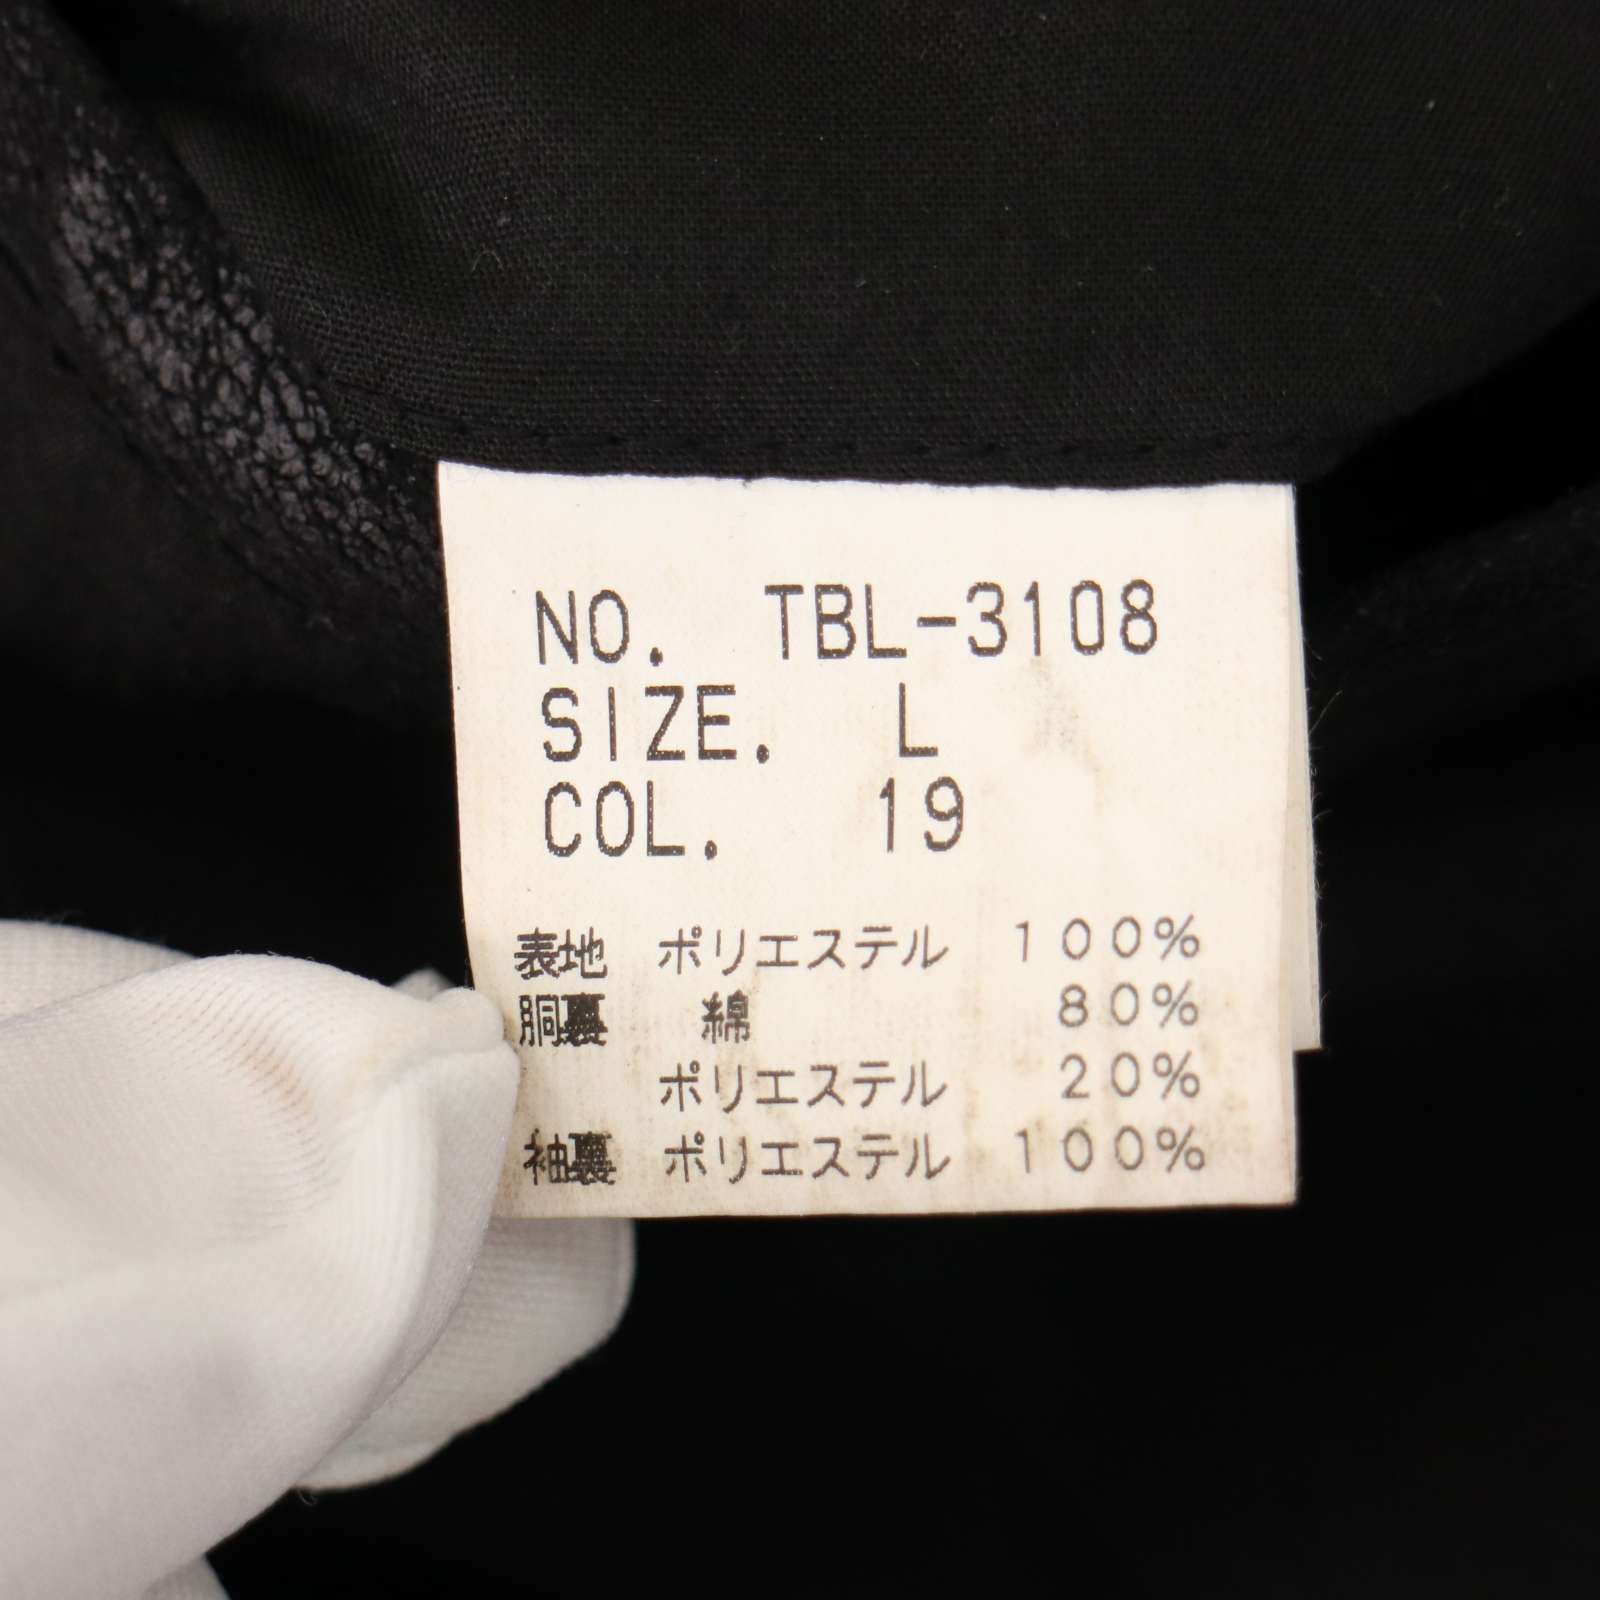 NO. TBL-3108
SIZE. L
COL. 19
表地 ポリエステル 100%
胴裏 綿 80%
ポリエステル 20%
袖裏 ポリエステル 100%